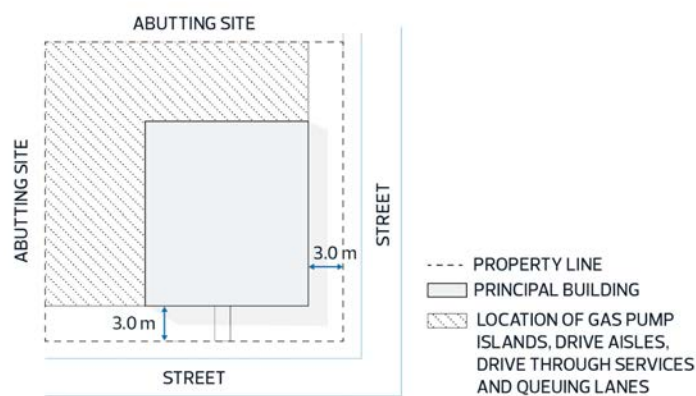 ABUTTING SITE
ABUTTING SITE
STREET
3.0 m
3.0 m
STREET
PROPERTY LINE
PRINCIPAL BUILDING
LOCATION OF GAS PUMP
ISLANDS, DRIVE AISLES,
DRIVE THROUGH SERVICES
AND QUEUING LANES